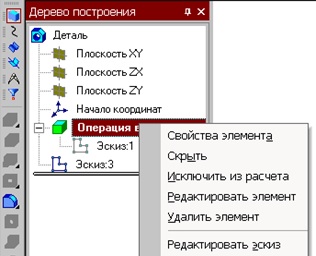 Дерево построения
Деталь
Плоскость XY
Плоскость ZX
Плоскость ZY
Начало координат
Операция в
Эскиз:1
Эскиз:3
Свойства элемента
Скрыть
Исключить из расчета
Редактировать элемент
Удалить элемент
Редактировать эскиз